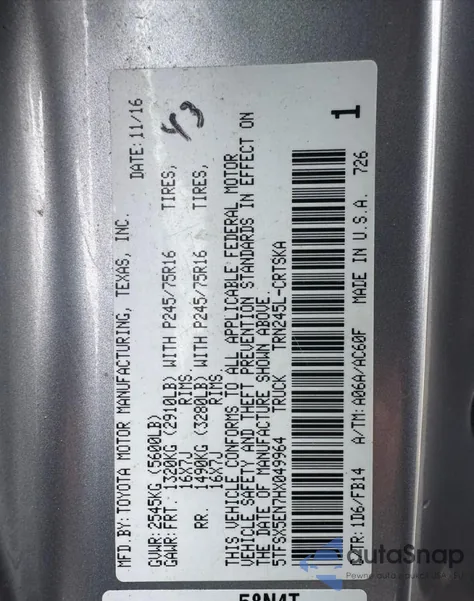 MFD.BY: TOYOTA MOTOR MANUFACTURING, TEXAS, INC. DATE: 11/16
GVWR: 2545KG (5600LB)
GAWR: FRT. 1320KG (2910LB) WITH P245/75R16 TIRES,
16X7J RIMS,
RR. 1490KG (3280LB) WITH P245/75R16 TIRES,
16X7J RIMS
THIS VEHICLE CONFORMS TO ALL APPLICABLE FEDERAL MOTOR
VEHICLE SAFETY AND THEFT PREVENTION STANDARDS IN EFFECT ON
THE DATE OF MANUFACTURE SHOWN ABOVE.
5TFSX5EN7HX049964 TRUCK TRN245L-CRTSKA
1
C/TR: 1D6/FB14 A/TM: A06A/AC60F MADE IN U.S.A. 726
58N4T
autoSnap